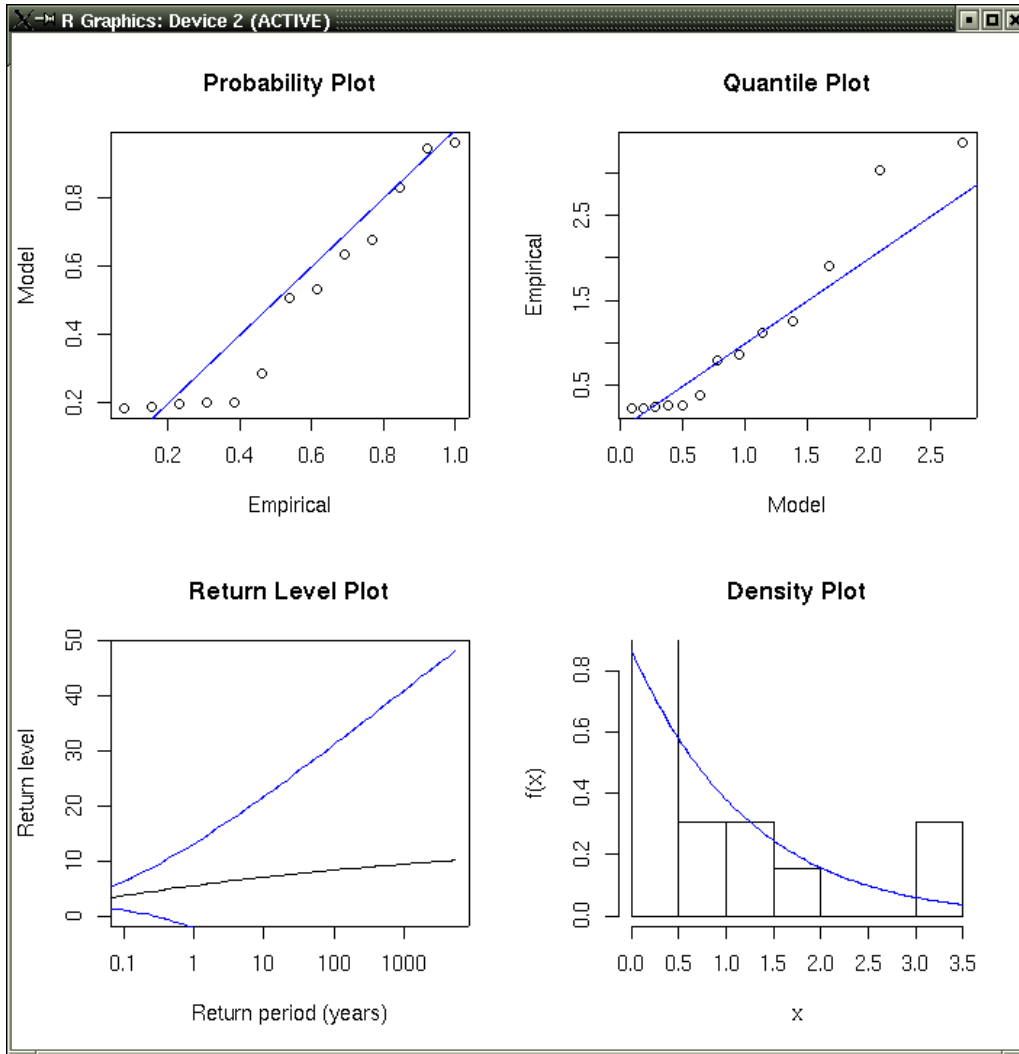 R Graphics: Device 2 (ACTIVE)
Probability Plot
Model
0.2 0.4 0.6 0.8
0.2 0.4 0.6 0.8 1.0
Empirical
Quantile Plot
Empirical
0.5 1.5 2.5
0.0 0.5 1.0 1.5 2.0 2.5
Model
Return Level Plot
Return level
0 10 20 30 40 50
0.1 1 10 100 1000
Return period (years)
Density Plot
f(x)
0.0 0.2 0.4 0.6 0.8
0.0 0.5 1.0 1.5 2.0 3.0 3.5
x